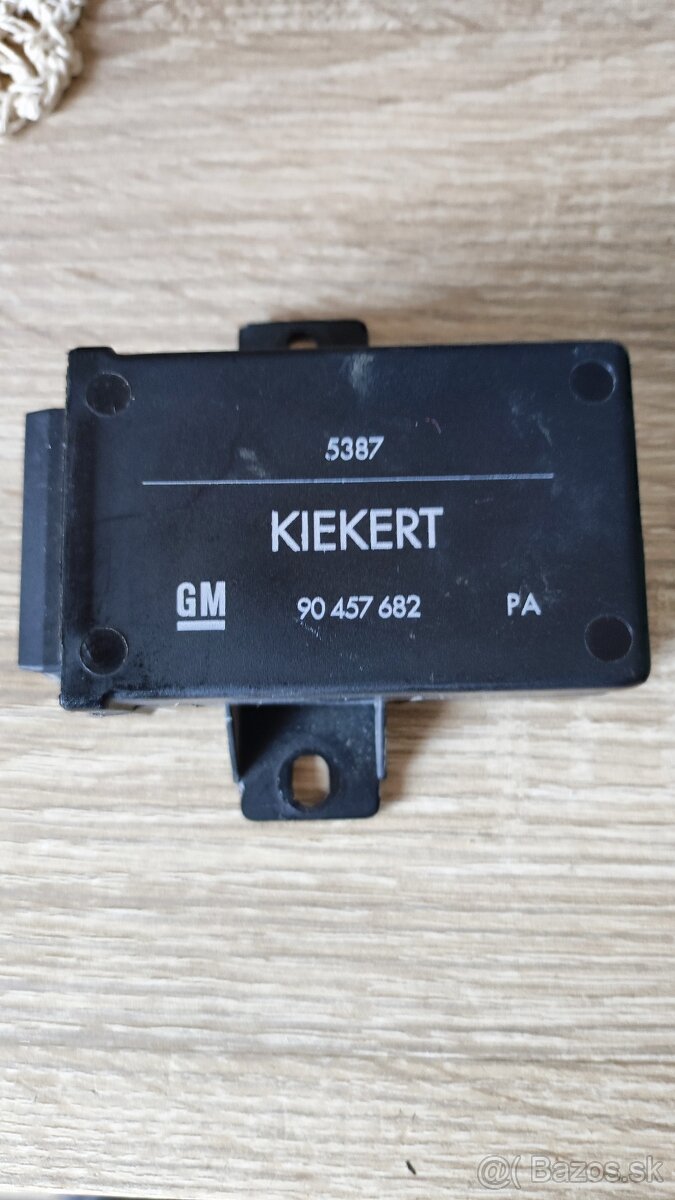 5387
KIEKERT
GM 90 457 682 PA
@( Bazos.sk